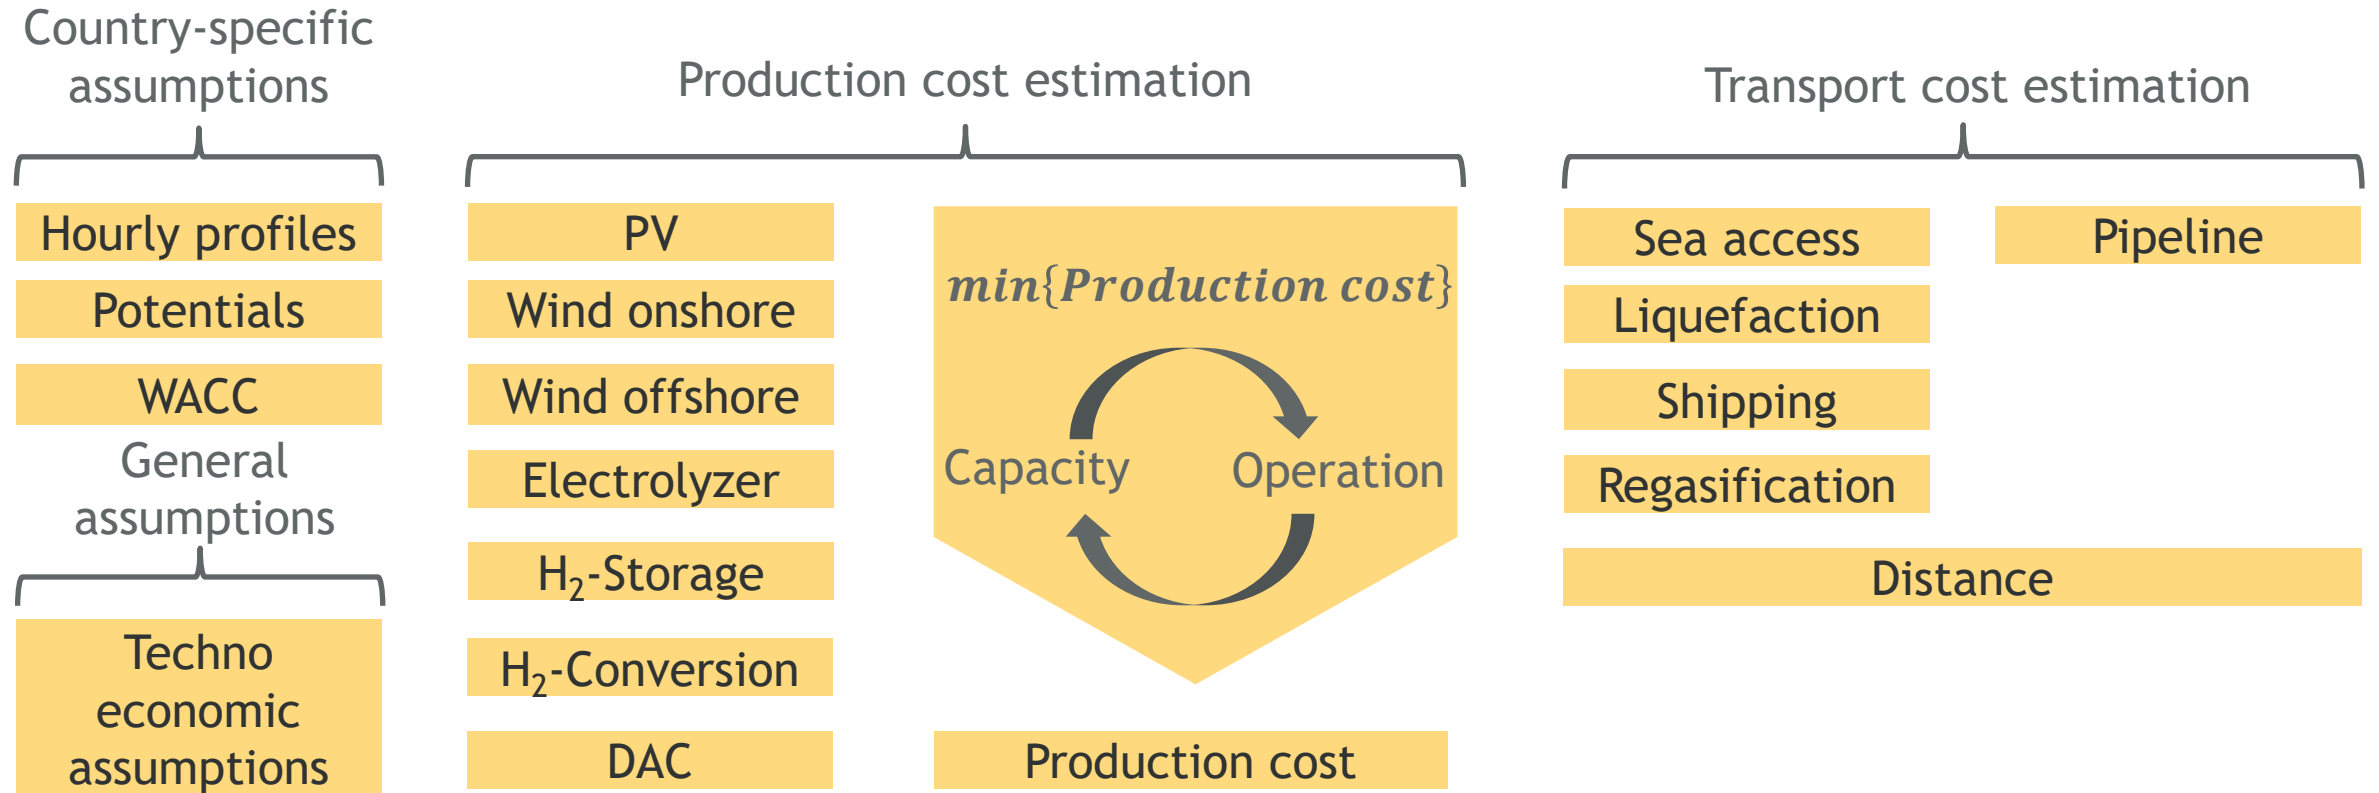 Country-specific
assumptions
Hourly profiles
Potentials
WACC
General
assumptions
Techno
economic
assumptions
Production cost estimation
PV
Wind onshore
Wind offshore
Electrolyzer
H₂-Storage
H₂-Conversion
DAC
min{Production cost}
Capacity
Operation
Production cost
Transport cost estimation
Sea access
Liquefaction
Shipping
Regasification
Pipeline
Distance